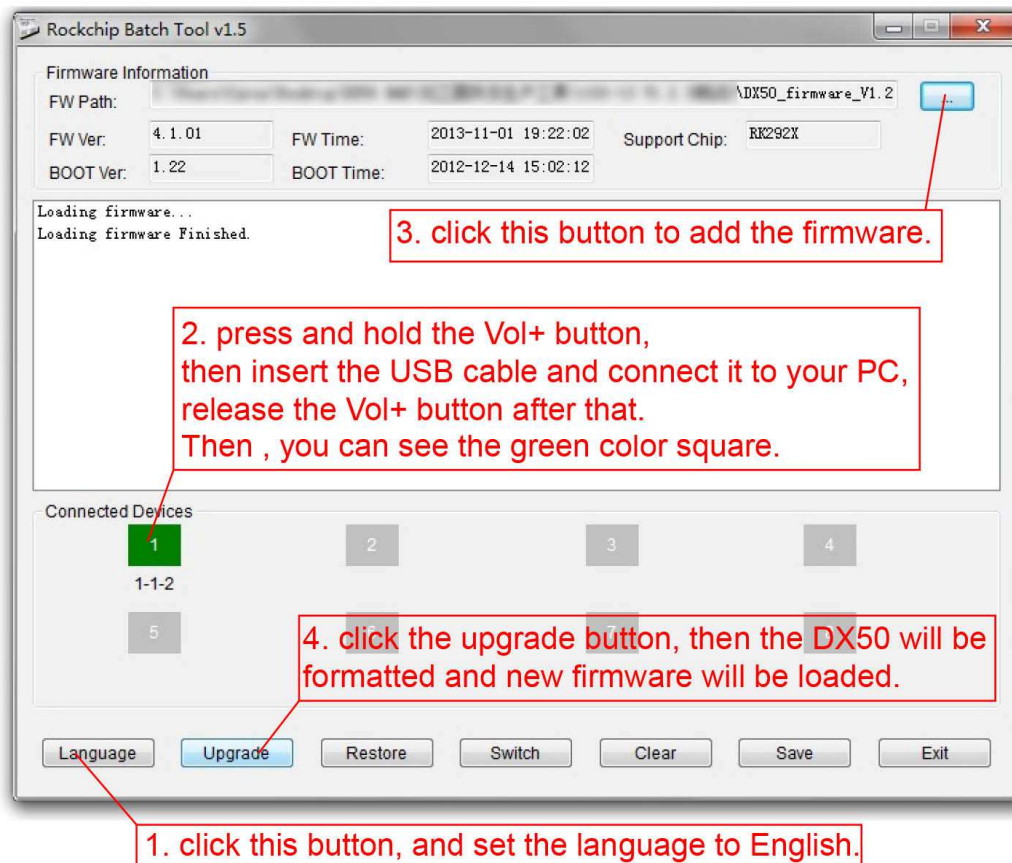 Rockchip Batch Tool v1.5
Firmware Information
FW Path: \DX50_firmware_V1.2 ...
FW Ver: 4.1.01 FW Time: 2013-11-01 19:22:02 Support Chip: RK292X
BOOT Ver: 1.22 BOOT Time: 2012-12-14 15:02:12
Loading firmware...
Loading firmware Finished.
3. click this button to add the firmware.
2. press and hold the Vol+ button,
then insert the USB cable and connect it to your PC,
release the Vol+ button after that.
Then , you can see the green color square.
Connected Devices
1 2 3 4
1-1-2
5 6 7
4. click the upgrade button, then the DX50 will be
formatted and new firmware will be loaded.
Language Upgrade Restore Switch Clear Save Exit
1. click this button, and set the language to English.